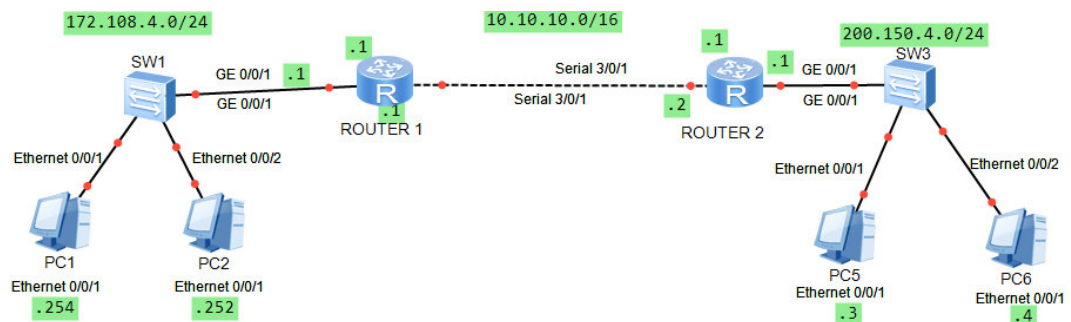 172.108.4.0/24
10.10.10.0/16
200.150.4.0/24
SW1
GE 0/0/1
.1
GE 0/0/1
.1
R
.1
ROUTER 1
Serial 3/0/1
Serial 3/0/1
.1
.2
R
ROUTER 2
.1
GE 0/0/1
GE 0/0/1
SW3
Ethernet 0/0/1
Ethernet 0/0/2
Ethernet 0/0/1
Ethernet 0/0/2
PC1
Ethernet 0/0/1
.254
PC2
Ethernet 0/0/1
.252
PC5
Ethernet 0/0/1
.3
PC6
Ethernet 0/0/1
.4